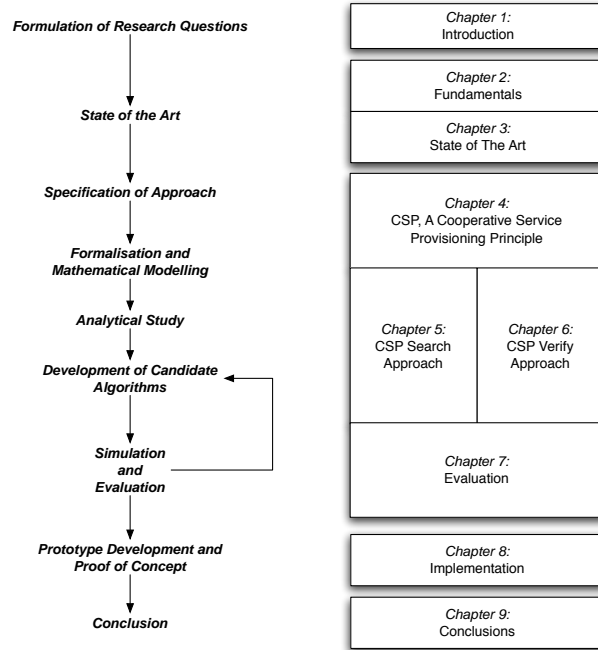 Formulation of Research Questions
State of the Art
Specification of Approach
Formalisation and
Mathematical Modelling
Analytical Study
Development of Candidate
Algorithms
Simulation
and
Evaluation
Prototype Development and
Proof of Concept
Conclusion
Chapter 1:
Introduction
Chapter 2:
Fundamentals
Chapter 3:
State of The Art
Chapter 4:
CSP, A Cooperative Service
Provisioning Principle
Chapter 5:
CSP Search
Approach
Chapter 6:
CSP Verify
Approach
Chapter 7:
Evaluation
Chapter 8:
Implementation
Chapter 9:
Conclusions